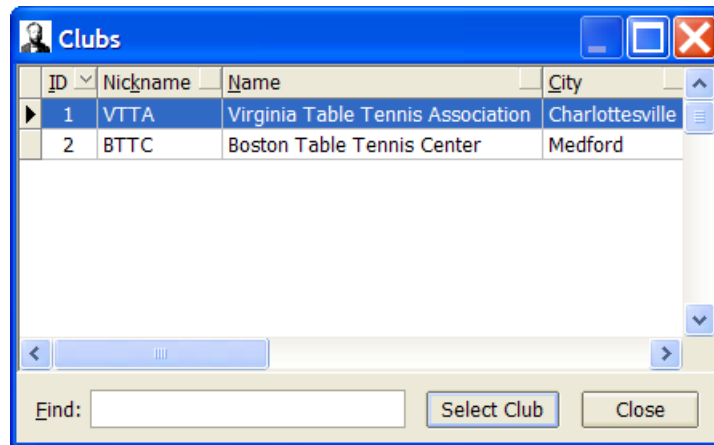 Clubs
ID Nickname Name City
1 VTTA Virginia Table Tennis Association Charlottesville
2 BTTC Boston Table Tennis Center Medford
Find: Select Club Close